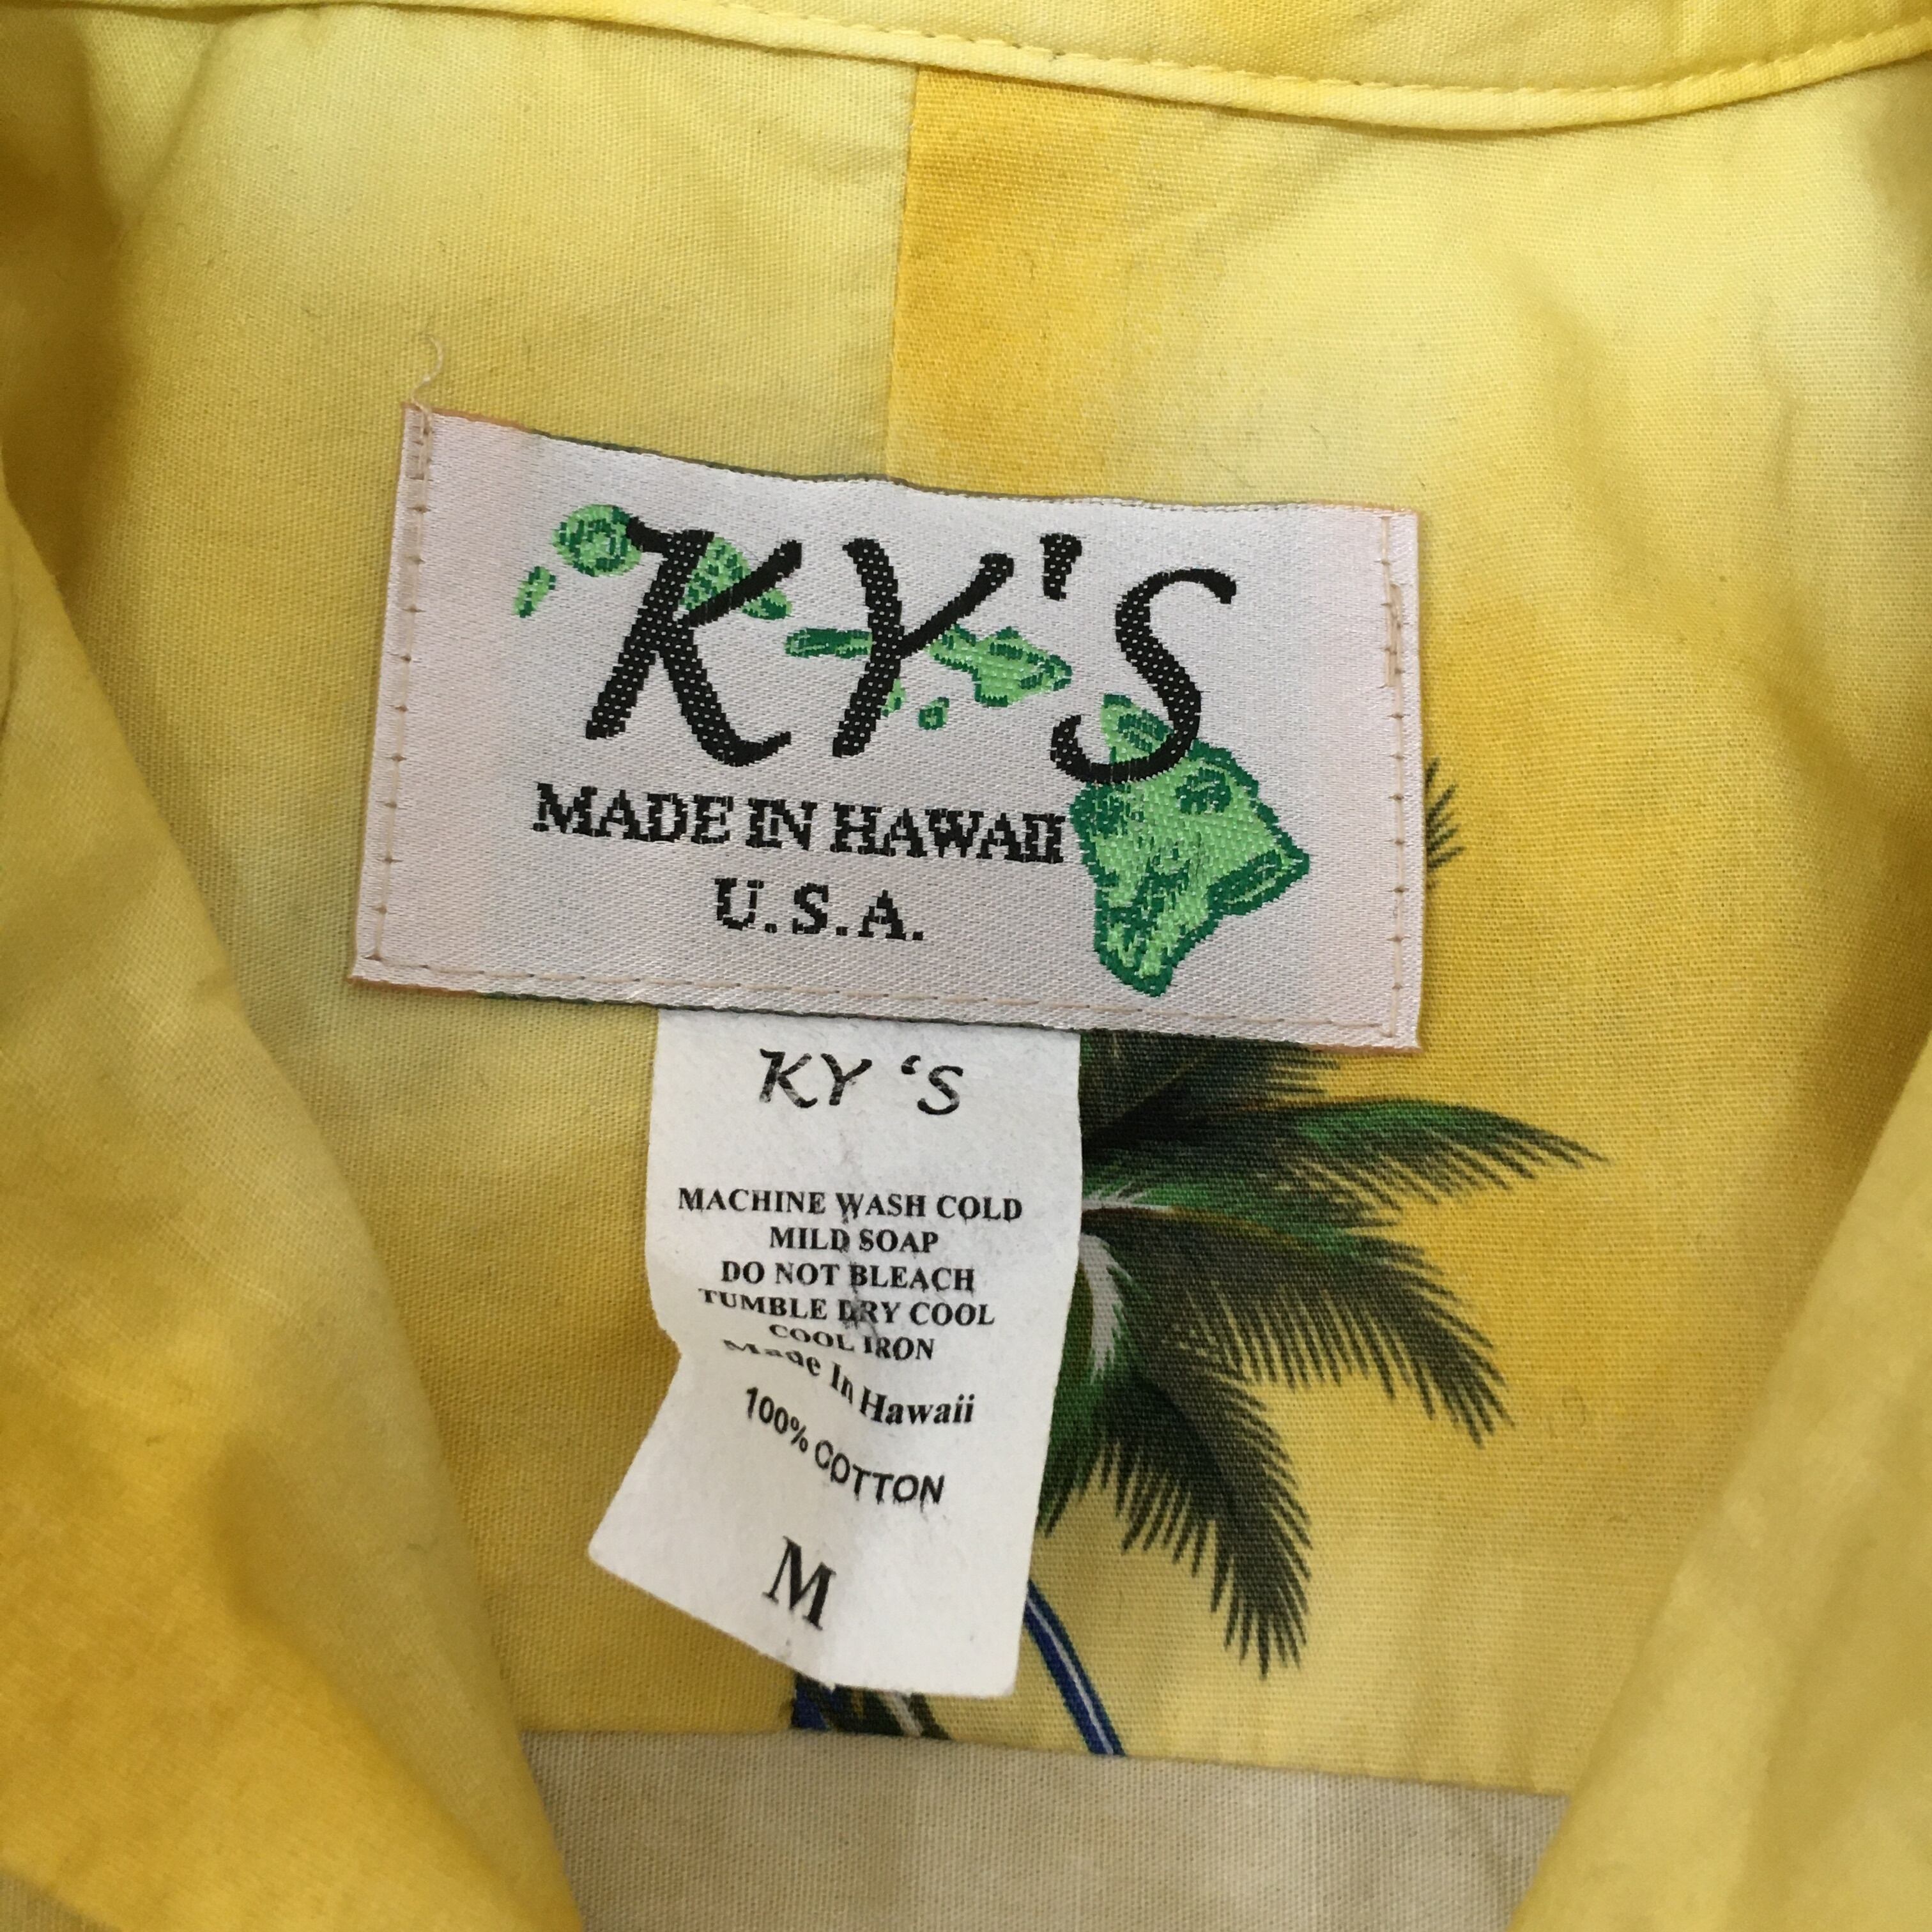 KY'S
MADE IN HAWAII
U.S.A.
KY 'S
MACHINE WASH COLD
MILD SOAP
DO NOT BLEACH
TUMBLE DRY COOL
COOL IRON
Made In Hawaii
100% COTTON
M